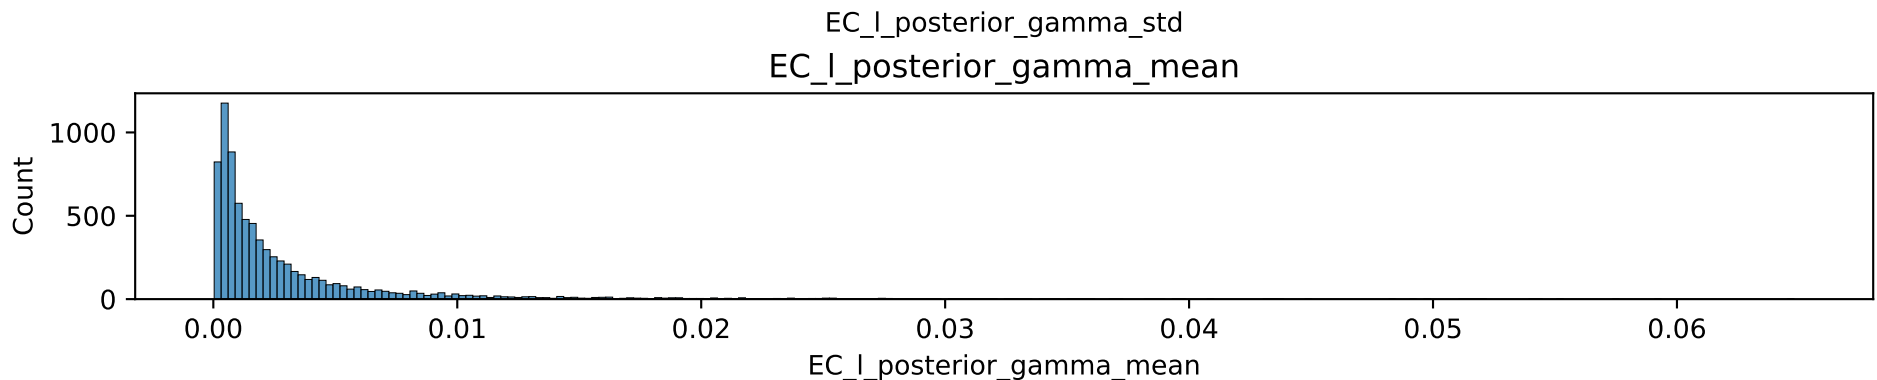 EC_l_posterior_gamma_std
EC_l_posterior_gamma_mean
Count
1000
500
0
0.00 0.01 0.02 0.03 0.04 0.05 0.06
EC_l_posterior_gamma_mean